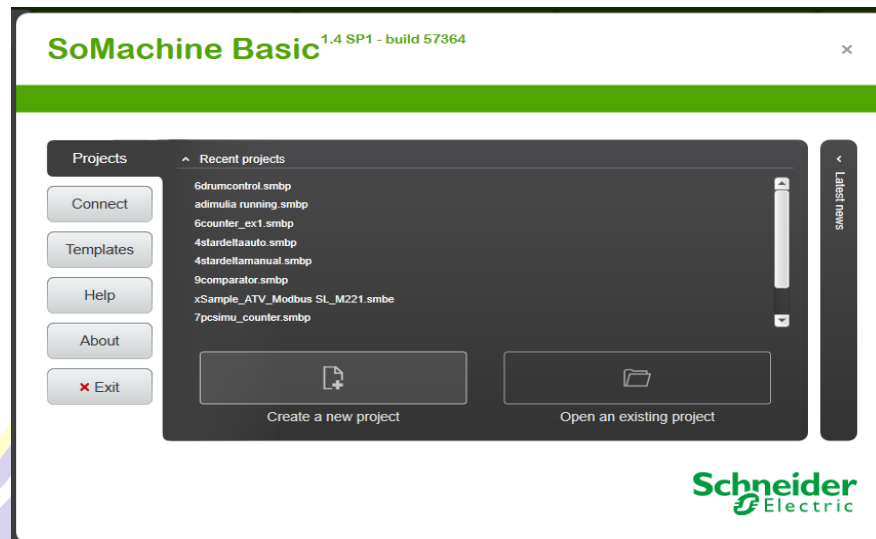 SoMachine Basic 1.4 SP1 - build 57364
×
Projects
Connect
Templates
Help
About
× Exit
Recent projects
6drumcontrol.smbp
adimulia running.smbp
6counter_ex1.smbp
4stardeltaauto.smbp
4stardeltamanual.smbp
9comparator.smbp
xSample_ATV_Modbus SL_M221.smbe
7pcsimu_counter.smbp
Create a new project
Open an existing project
Latest news
Schneider
Electric